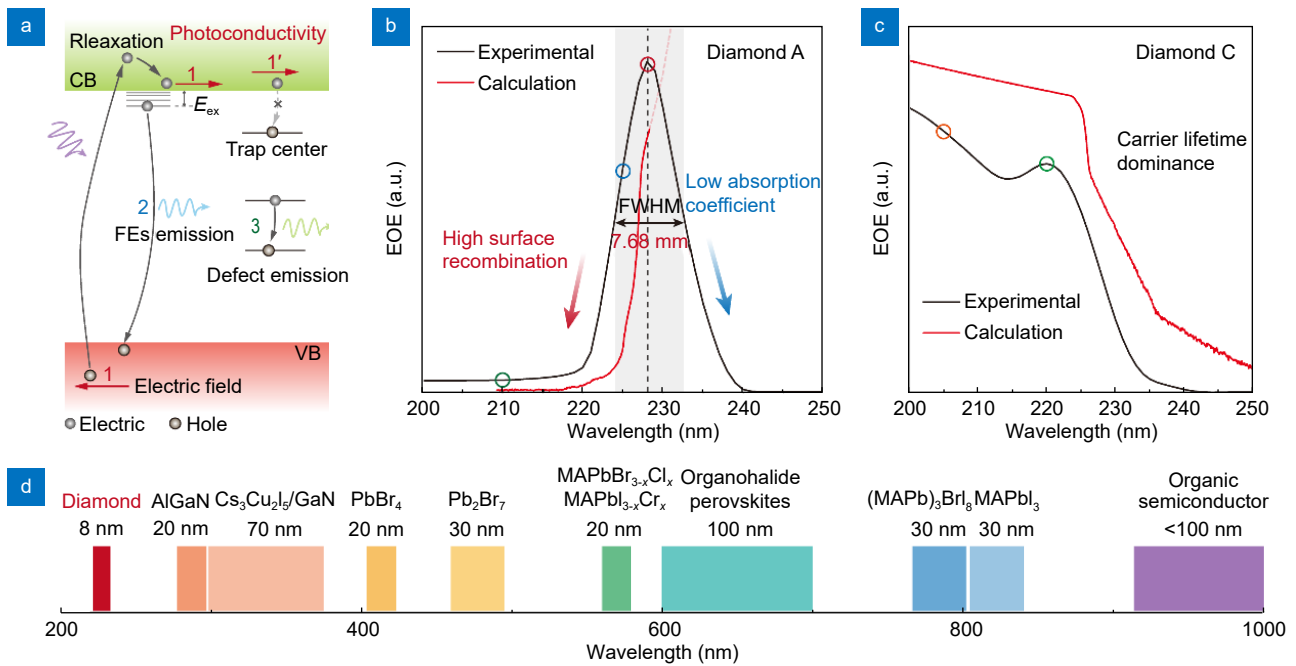 a
Rleaxation
Photoconductivity
1
1′
CB
E_ex
Trap center
2
FEs emission
3
Defect emission
VB
1
Electric field
Electric
Hole
b
Experimental
Calculation
Diamond A
EOE (a.u.)
Low absorption
coefficient
FWHM
7.68 mm
High surface
recombination
200 210 220 230 240 250
Wavelength (nm)
c
Diamond C
EOE (a.u.)
Carrier lifetime
dominance
Experimental
Calculation
200 210 220 230 240 250
Wavelength (nm)
d
Diamond
8 nm
AlGaN
20 nm
Cs₃Cu₂I₅/GaN
70 nm
PbBr₄
20 nm
Pb₂Br₇
30 nm
MAPbBr₃₋ₓClₓ
MAPbI₃₋ₓCrₓ
20 nm
Organohalide
perovskites
100 nm
(MAPb)₃BrI₈
30 nm
MAPbI₃
30 nm
Organic
semiconductor
<100 nm
200 400 600 800 1000
Wavelength (nm)